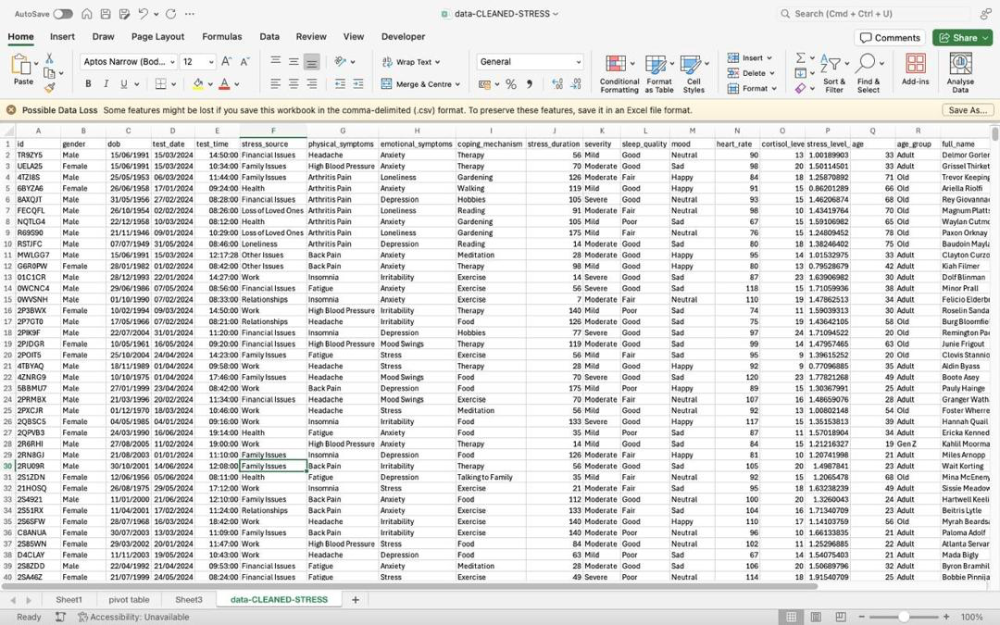 AutoSave
data-CLEANED-STRESS
Search (Cmd + Ctrl + U)
Home Insert Draw Page Layout Formulas Data Review View Developer
Comments Share
Paste
Aptos Narrow (Bod... 12
Wrap Text
Merge & Centre
General
Conditional Formatting
Format as Table
Cell Styles
Insert
Delete
Format
Sort & Filter
Find & Select
Add-ins
Analyse Data
Possible Data Loss Some features might be lost if you save this workbook in the comma-delimited (.csv) format. To preserve these features, save it in an Excel file format. Save As...
A B C D E F G H I J K L M N O P Q R S
1 id gender dob test_date test_time stress_source physical_symptoms emotional_symptoms coping_mechanism stress_duration severity sleep_quality mood heart_rate cortisol_leve stress_level_ age age_group full_name
2 TR9ZY5 Male 15/06/1991 15/03/2024 14:50:00 Financial Issues Headache Anxiety Therapy 56 Mild Good Neutral 90 13 1.00189903 33 Adult Delmor Gorler
3 UELA25 Female 15/06/1991 15/03/2024 10:34:00 Financial Issues High Blood Pressure Anxiety Therapy 70 Moderate Good Sad 98 20 1.50114501 33 Adult Grissel Thirket
4 4TZI8S Male 25/05/1953 06/03/2024 11:44:00 Family Issues Arthritis Pain Loneliness Gardening 126 Moderate Fair Happy 84 18 1.25870892 71 Old Trevor Keeping
5 6BYZA6 Female 26/06/1958 17/01/2024 09:24:00 Health Arthritis Pain Anxiety Walking 119 Mild Good Happy 91 15 0.86201289 66 Old Ariella Riolfi
6 8AXQJT Male 31/05/1956 27/02/2024 08:28:00 Financial Issues Arthritis Pain Depression Hobbies 105 Severe Good Neutral 93 15 1.46206874 68 Old Rey Giovannac
7 FECQFL Male 26/10/1954 02/02/2024 08:26:00 Loss of Loved Ones Arthritis Pain Loneliness Reading 91 Moderate Fair Neutral 98 10 1.43419764 70 Old Magnum Platts
8 NQTLG4 Male 22/12/1958 10/03/2024 08:12:00 Health Arthritis Pain Anxiety Gardening 105 Mild Poor Sad 67 15 1.59106982 65 Old Waylan Cutmo
9 R69S90 Male 21/11/1946 09/01/2024 10:29:00 Loss of Loved Ones Arthritis Pain Loneliness Gardening 175 Mild Fair Neutral 76 15 1.24809452 78 Old Paxon Orknay
10 RSTJFC Male 07/07/1949 31/05/2024 08:46:00 Loneliness Arthritis Pain Depression Reading 14 Moderate Good Sad 80 18 1.38246402 75 Old Baudoin Mayla
11 MWLGG7 Male 15/06/1991 15/03/2024 12:17:28 Other Issues Back Pain Anxiety Meditation 28 Moderate Fair Happy 95 14 1.01532975 33 Adult Clayton Curzo
12 G6R0PW Female 28/01/1982 01/02/2024 08:42:00 Other Issues Back Pain Anxiety Therapy 98 Mild Good Happy 80 13 0.79528679 42 Adult Kiah Filmer
13 01C1CR Male 28/12/1993 22/01/2024 14:27:00 Work Insomnia Irritability Exercise 14 Severe Good Sad 87 23 1.63906982 30 Adult Dolf Blinman
14 0WCNC4 Male 29/06/1986 07/05/2024 08:56:00 Financial Issues Insomnia Anxiety Exercise 56 Severe Good Sad 118 15 1.71059936 38 Adult Minor Prall
15 0WVSNH Male 01/10/1990 07/02/2024 08:33:00 Relationships Insomnia Anxiety Exercise 7 Moderate Fair Neutral 110 19 1.47862513 34 Adult Felicio Elderb
16 2P3BWX Female 10/02/1994 09/03/2024 14:50:00 Work High Blood Pressure Irritability Therapy 140 Mild Poor Sad 74 11 1.59039313 30 Adult Roselin Sanda
17 2P7GT0 Male 17/05/1966 07/02/2024 08:21:00 Relationships Headache Irritability Food 126 Moderate Good Sad 75 19 1.43642105 58 Old Burg Bloomfie
18 2PIK9F Male 22/07/2004 31/01/2024 11:20:00 Financial Issues Insomnia Depression Hobbies 77 Severe Good Sad 97 24 1.71094522 20 Old Remington Pac
19 2PJDGR Female 10/05/1961 16/05/2024 09:20:00 Financial Issues High Blood Pressure Mood Swings Therapy 119 Moderate Good Sad 99 14 1.47957465 63 Old Junie Frigout
20 2POIT5 Female 25/10/2004 24/04/2024 14:23:00 Family Issues Fatigue Stress Exercise 56 Mild Fair Sad 95 9 1.39615252 20 Old Clovis Stannio
21 4TBYAQ Male 18/11/1989 01/04/2024 09:58:00 Work Headache Stress Therapy 28 Mild Good Sad 92 9 0.77096885 35 Adult Aldin Byass
22 4ZNRG9 Male 10/10/1975 01/04/2024 17:46:00 Family Issues Headache Mood Swings Food 70 Severe Good Sad 120 23 1.77821268 49 Adult Boote Asey
23 5BBMU7 Male 27/01/1999 23/04/2024 08:42:00 Work Back Pain Stress Food 175 Mild Poor Happy 89 15 1.30367991 25 Adult Pauly Hainge
24 2PRMBX Male 21/10/1996 20/02/2024 11:34:00 Financial Issues Headache Mood Swings Exercise 70 Moderate Good Neutral 100 15 1.48659076 28 Adult Granger Wath
25 2PXCJR Male 01/12/1970 18/03/2024 10:46:00 Work Headache Stress Meditation 56 Mild Good Neutral 92 13 1.00802148 54 Old Foster Wherre
26 2QBSC5 Female 04/05/1985 04/01/2024 09:16:00 Work Insomnia Anxiety Exercise 133 Severe Good Happy 117 15 1.35153813 39 Adult Hannah Quail
27 2QPVB3 Female 24/03/1990 16/06/2024 19:14:00 Health Fatigue Anxiety Food 35 Mild Poor Sad 87 11 1.57018904 34 Adult Ericka Kenned
28 2R6RHI Male 27/08/2005 11/02/2024 19:00:00 Work High Blood Pressure Anxiety Food 84 Mild Good Sad 15 1.21216327 19 Gen Z Kahlil Moorma
29 2RN8GJ Male 21/08/2003 01/01/2024 11:10:00 Family Issues Insomnia Depression Food 126 Moderate Fair Happy 81 10 1.20741998 21 Adult Miles Arnopp
30 2RU09R Male 30/10/2001 14/06/2024 12:08:00 Family Issues Back Pain Irritability Therapy 56 Moderate Good Sad 105 20 1.4987841 23 Adult Wait Korting
31 2S1ZDN Female 12/06/1956 05/06/2024 08:11:00 Health Fatigue Depression Talking to Family 35 Mild Fair Neutral 92 15 1.2065478 68 Old Mina McEneny
32 21HOSQ Female 26/08/1975 29/05/2024 17:12:00 Work Insomnia Stress Exercise 21 Moderate Fair Sad 95 18 1.63238239 49 Adult Sissie Meadow
33 2S4921 Female 11/01/2000 21/06/2024 12:10:00 Family Issues Back Pain Anxiety Food 112 Moderate Good Neutral 100 20 1.3260043 24 Adult Hartwell Keeli
34 2S51RX Female 11/04/2001 17/02/2024 11:24:00 Relationships Back Pain Anxiety Exercise 133 Moderate Fair Sad 104 16 1.71340709 23 Adult Beitris Lytle
35 2S6SFW Female 28/07/1968 16/03/2024 18:42:00 Work High Blood Pressure Irritability Exercise 14 Moderate Good Neutral 110 17 1.14103759 56 Old Myrah Beards
36 C8ANUA Female 30/07/2003 13/03/2024 11:09:00 Family Issues Back Pain Irritability Exercise 140 Moderate Poor Neutral 96 10 1.66133835 21 Adult Paloma Adolf
37 2S85WN Female 29/03/2002 20/01/2024 11:47:00 Work High Blood Pressure Stress Food 84 Moderate Good Neutral 102 11 1.25296885 22 Adult Atlanta Servar
38 D4CLAY Female 11/11/2003 19/05/2024 10:43:00 Work Headache Depression Food 63 Mild Poor Sad 67 14 1.54075403 21 Adult Mada Bigly
39 2S8ZDD Male 22/04/1992 21/04/2024 09:53:00 Financial Issues Fatigue Anxiety Meditation 28 Moderate Good Sad 106 20 1.50689796 32 Adult Byron Bramhil
40 2SA46Z Female 21/07/1999 24/05/2024 08:24:00 Financial Issues Fatigue Stress Exercise 49 Severe Poor Neutral 114 18 1.91540709 25 Adult Bobbie Pinnija
Sheet1 pivot table Sheet3 data-CLEANED-STRESS
Ready Accessibility: Unavailable 100%